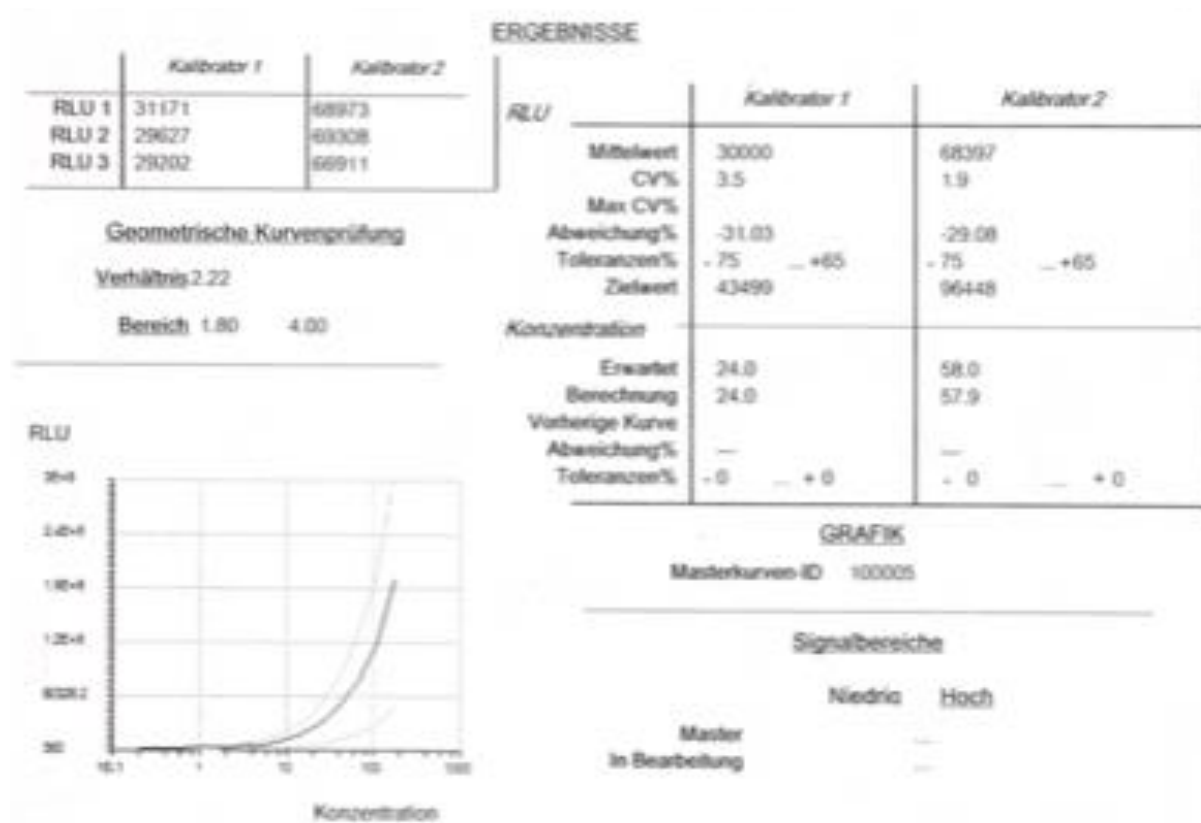 ERGEBNISSE
Kalibrator 1 Kalibrator 2
RLU 1 31171 68973
RLU 2 29627 69308
RLU 3 29202 66911
Geometrische Kurvenprüfung
Verhältnis 2.22
Bereich 1.80 4.00
RLU Kalibrator 1 Kalibrator 2
Mittelwert 30000 68397
CV% 3.5 1.9
Max CV%
Abweichung% -31.03 -29.08
Toleranzen% - 75 ... +65 - 75 ... +65
Zielwert 43499 96448
Konzentration
Erwartet 24.0 58.0
Berechnung 24.0 57.9
Vorherige Kurve
Abweichung% --- ---
Toleranzen% - 0 ... + 0 - 0 ... + 0
GRAFIK
Masterkurven-ID 100005
Signalbereiche
Niedrig Hoch
Master ...
In Bearbeitung ...
RLU
1 10 100 1000
Konzentration